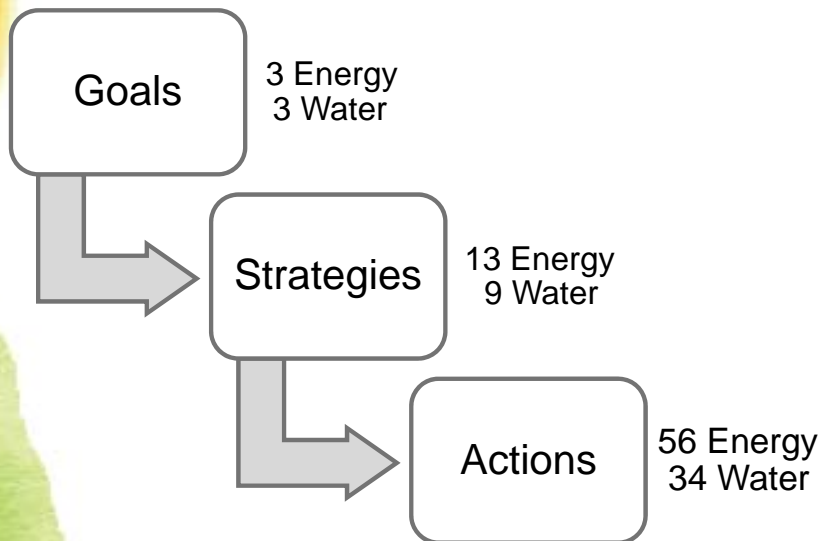 Goals
3 Energy
3 Water
Strategies
13 Energy
9 Water
Actions
56 Energy
34 Water